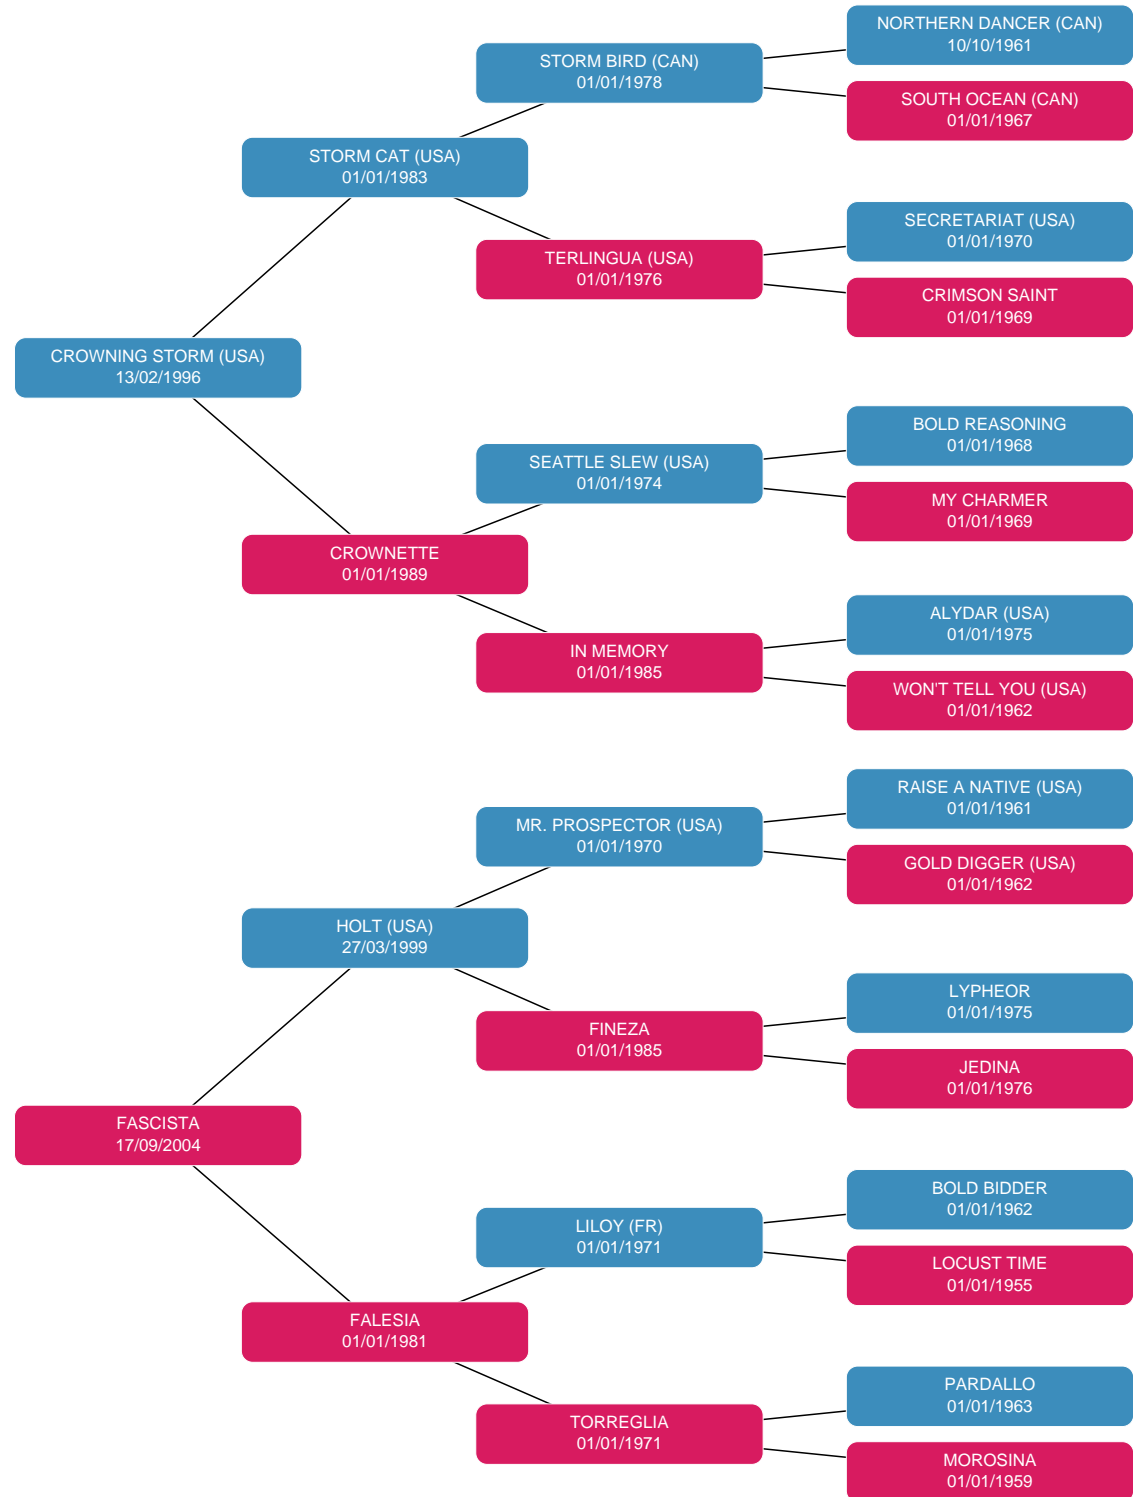 NORTHERN DANCER (CAN)
10/10/1961
STORM BIRD (CAN)
01/01/1978
SOUTH OCEAN (CAN)
01/01/1967
STORM CAT (USA)
01/01/1983
SECRETARIAT (USA)
01/01/1970
TERLINGUA (USA)
01/01/1976
CRIMSON SAINT
01/01/1969
CROWNING STORM (USA)
13/02/1996
BOLD REASONING
01/01/1968
SEATTLE SLEW (USA)
01/01/1974
MY CHARMER
01/01/1969
CROWNETTE
01/01/1989
ALYDAR (USA)
01/01/1975
IN MEMORY
01/01/1985
WON'T TELL YOU (USA)
01/01/1962
RAISE A NATIVE (USA)
01/01/1961
MR. PROSPECTOR (USA)
01/01/1970
GOLD DIGGER (USA)
01/01/1962
HOLT (USA)
27/03/1999
LYPHEOR
01/01/1975
FINEZA
01/01/1985
JEDINA
01/01/1976
FASCISTA
17/09/2004
BOLD BIDDER
01/01/1962
LILOY (FR)
01/01/1971
LOCUST TIME
01/01/1955
FALESIA
01/01/1981
PARDALLO
01/01/1963
TORREGLIA
01/01/1971
MOROSINA
01/01/1959